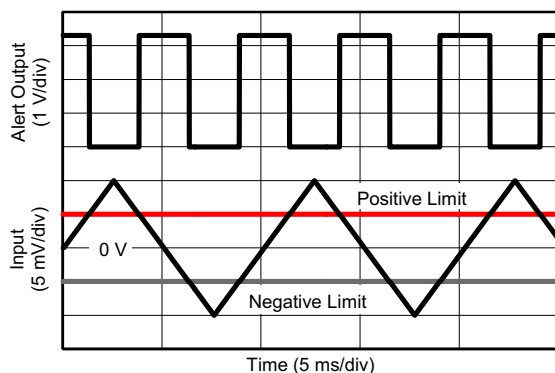 Alert Output
(1 V/div)
Positive Limit
Input
(5 mV/div)
0 V
Negative Limit
Time (5 ms/div)